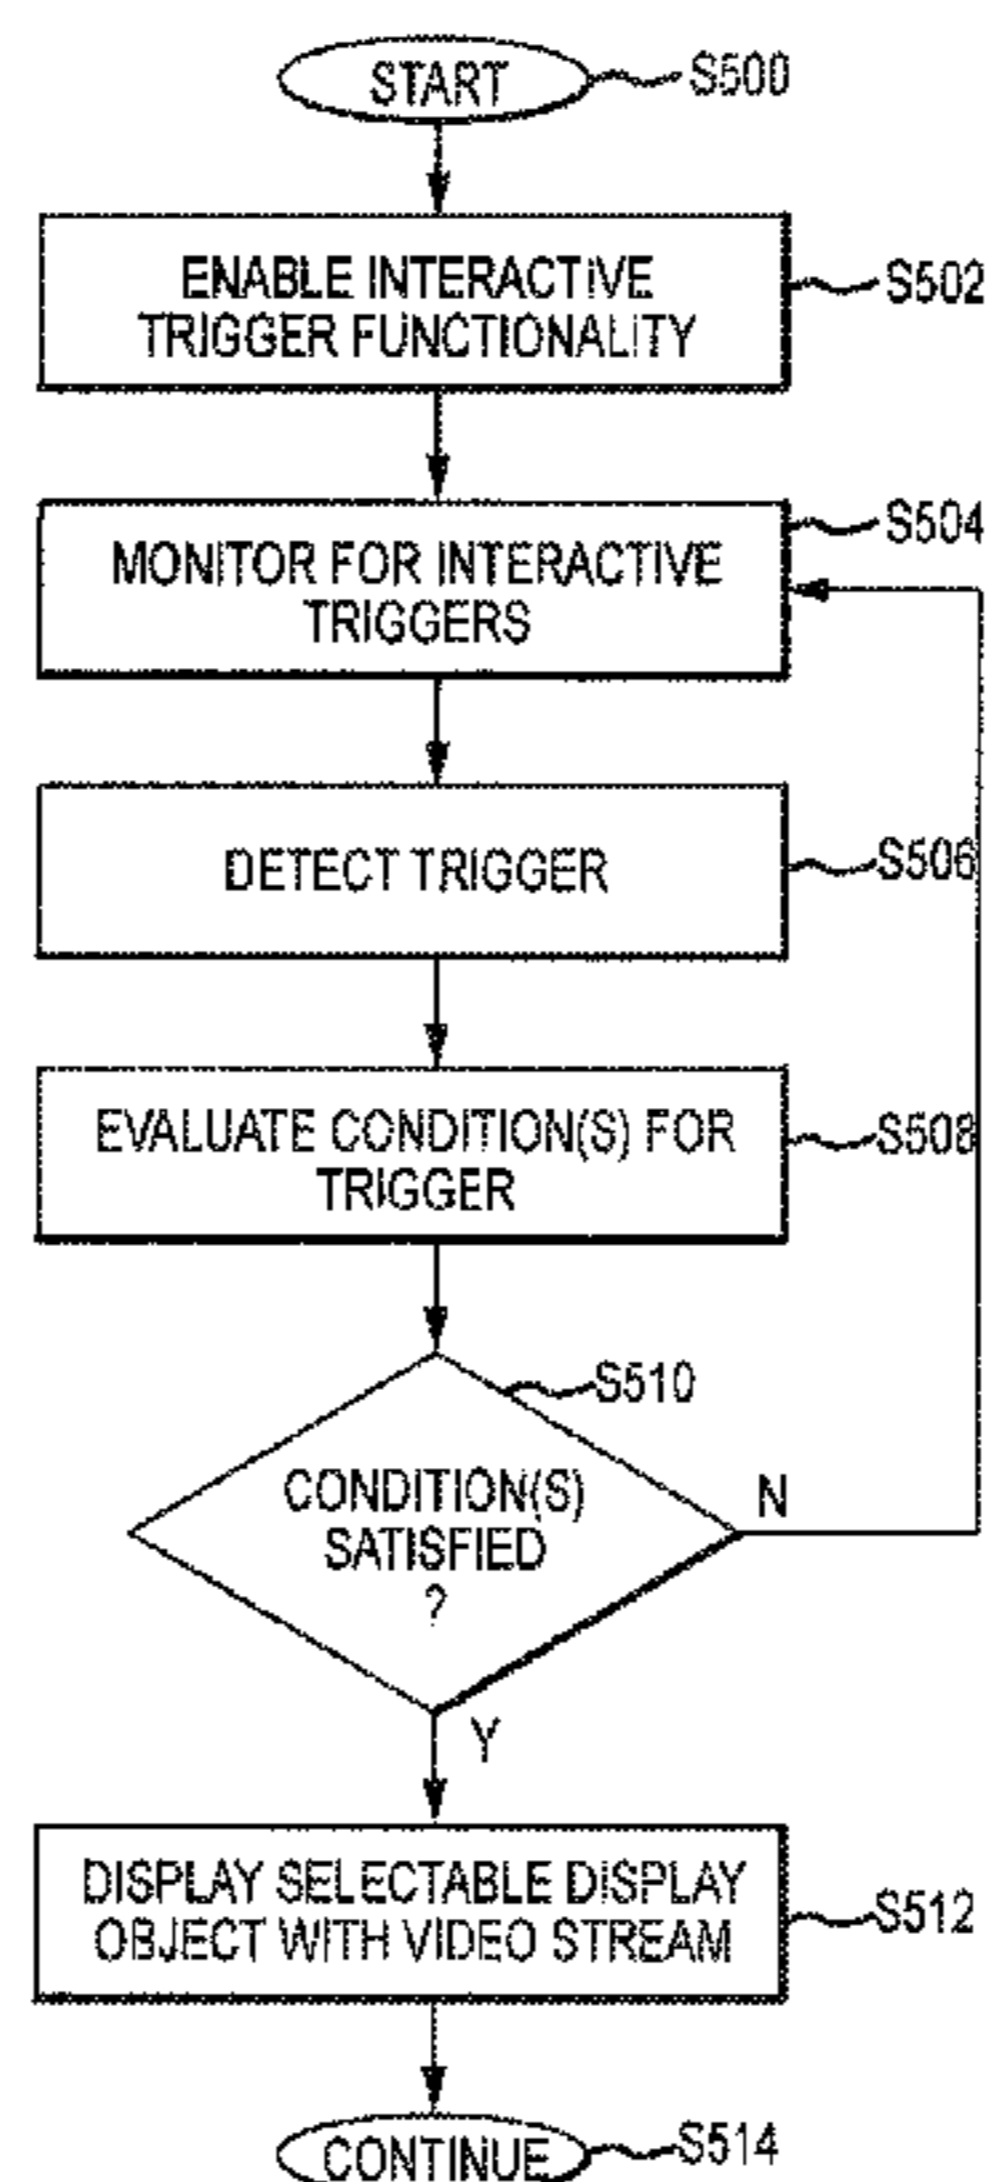 START
S500
ENABLE INTERACTIVE
TRIGGER FUNCTIONALITY
S502
MONITOR FOR INTERACTIVE
TRIGGERS
S504
DETECT TRIGGER
S506
EVALUATE CONDITION(S) FOR
TRIGGER
S508
S510
CONDITION(S)
SATISFIED
?
N
Y
DISPLAY SELECTABLE DISPLAY
OBJECT WITH VIDEO STREAM
S512
CONTINUE
S514